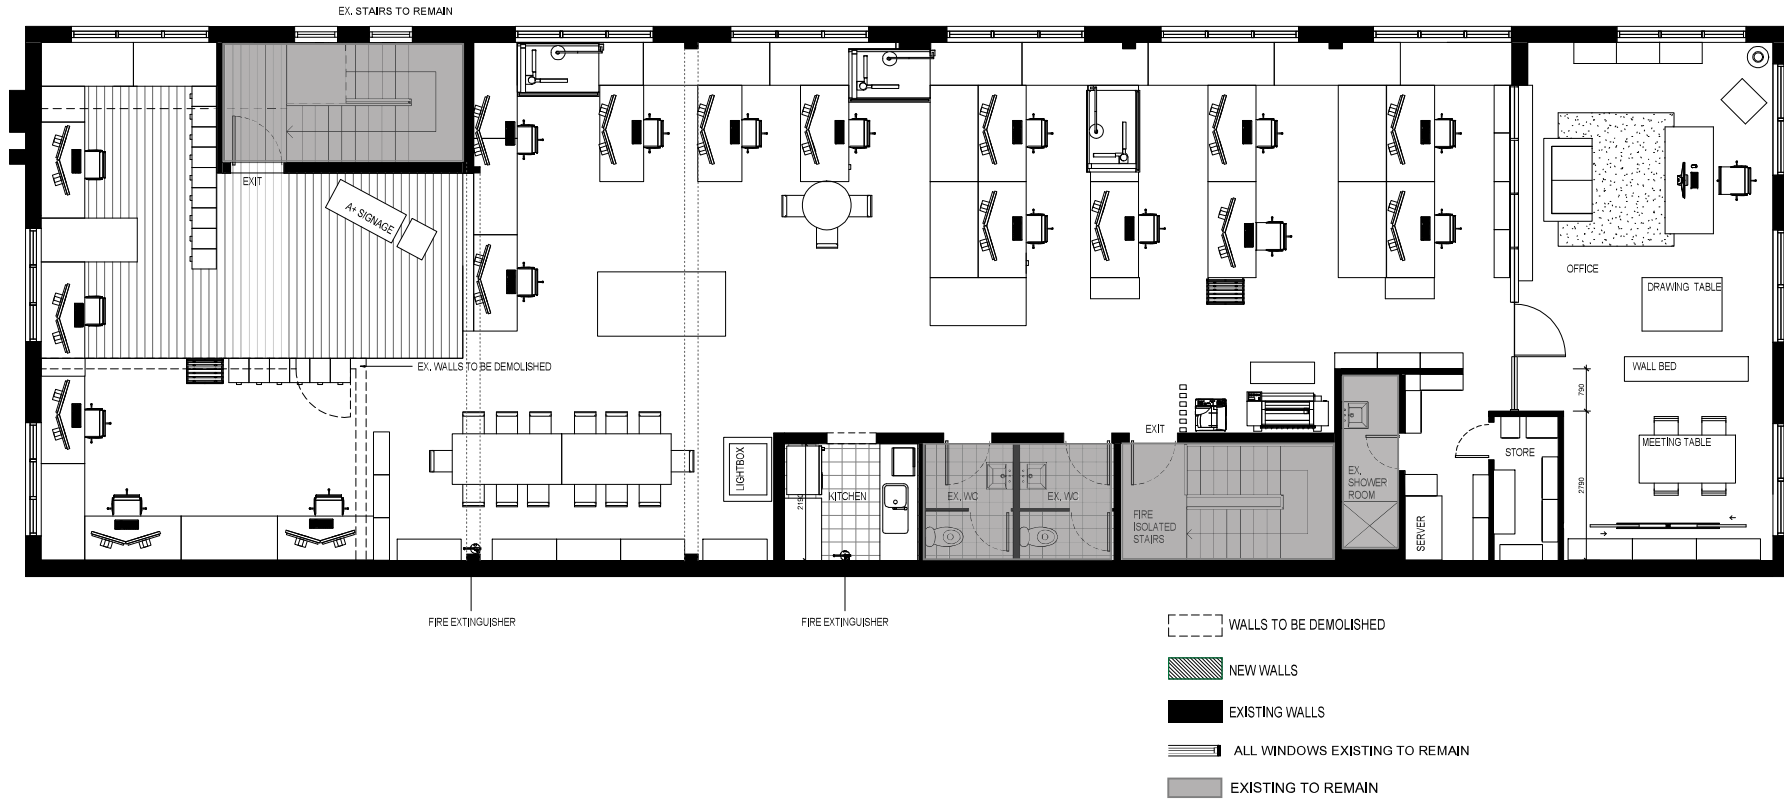 EX. STAIRS TO REMAIN
EXIT
A+ SIGNAGE
OFFICE
DRAWING TABLE
EX. WALLS TO BE DEMOLISHED
WALL BED
790
EXIT
MEETING TABLE
STORE
LIGHTBOX
KITCHEN
2190
EX. WC
EX. WC
EX.
SHOWER
ROOM
2790
FIRE
ISOLATED
STAIRS
SERVER
FIRE EXTINGUISHER
FIRE EXTINGUISHER
WALLS TO BE DEMOLISHED
NEW WALLS
EXISTING WALLS
ALL WINDOWS EXISTING TO REMAIN
EXISTING TO REMAIN